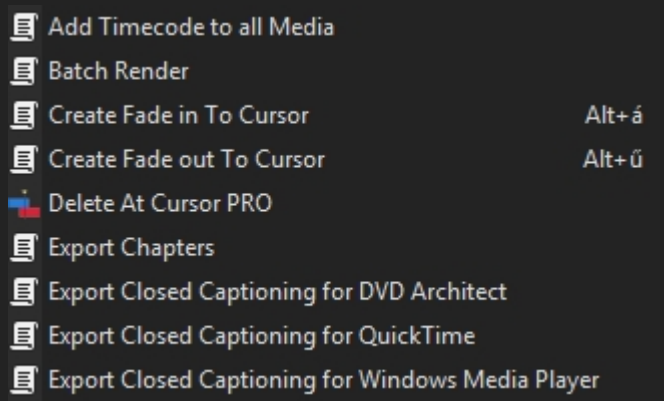 Add Timecode to all Media
Batch Render
Create Fade in To Cursor Alt+á
Create Fade out To Cursor Alt+ű
Delete At Cursor PRO
Export Chapters
Export Closed Captioning for DVD Architect
Export Closed Captioning for QuickTime
Export Closed Captioning for Windows Media Player